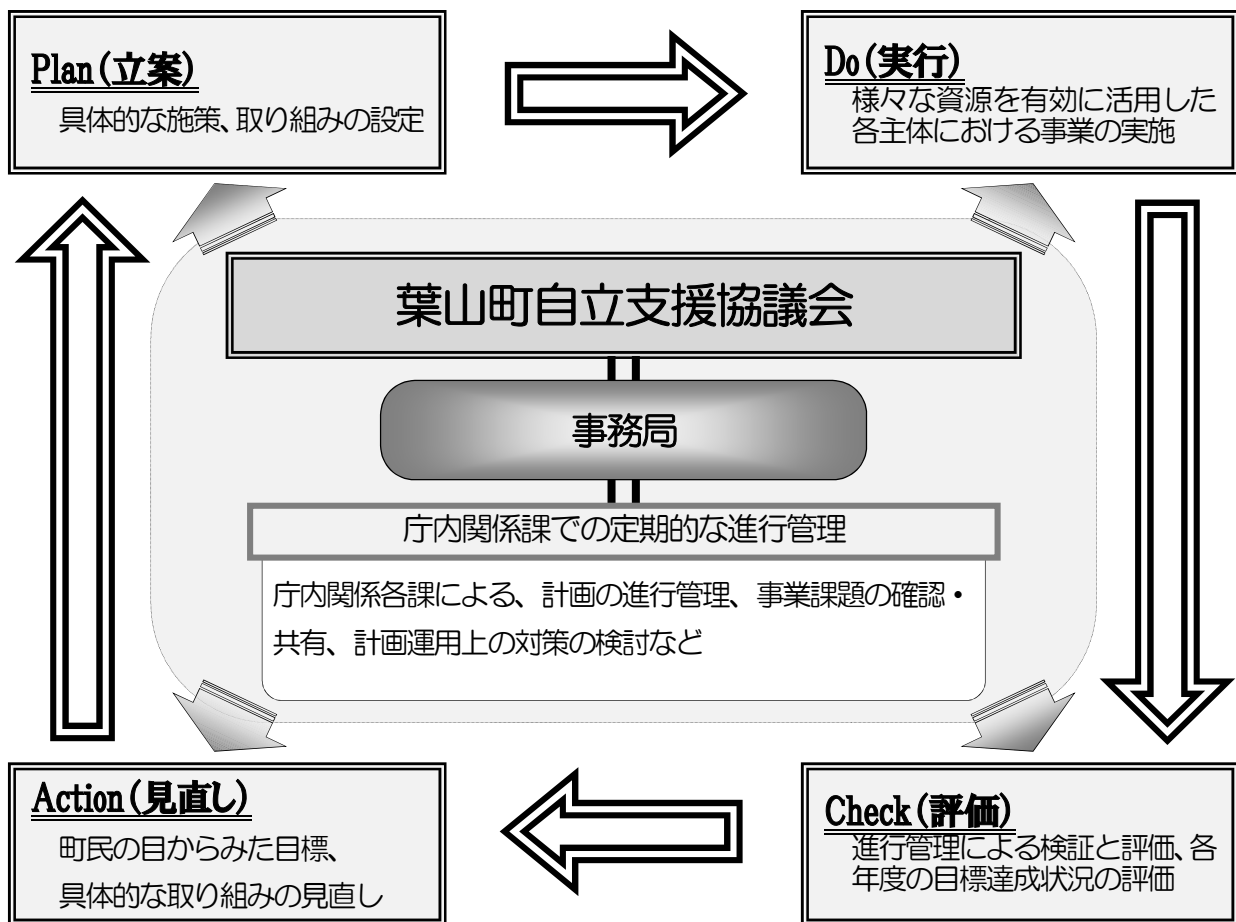 Plan(立案)
具体的な施策、取り組みの設定
Do(実行)
様々な資源を有効に活用した
各主体における事業の実施
葉山町自立支援協議会
事務局
庁内関係課での定期的な進行管理
庁内関係各課による、計画の進行管理、事業課題の確認・
共有、計画運用上の対策の検討など
Action(見直し)
町民の目からみた目標、
具体的な取り組みの見直し
Check(評価)
進行管理による検証と評価、各
年度の目標達成状況の評価